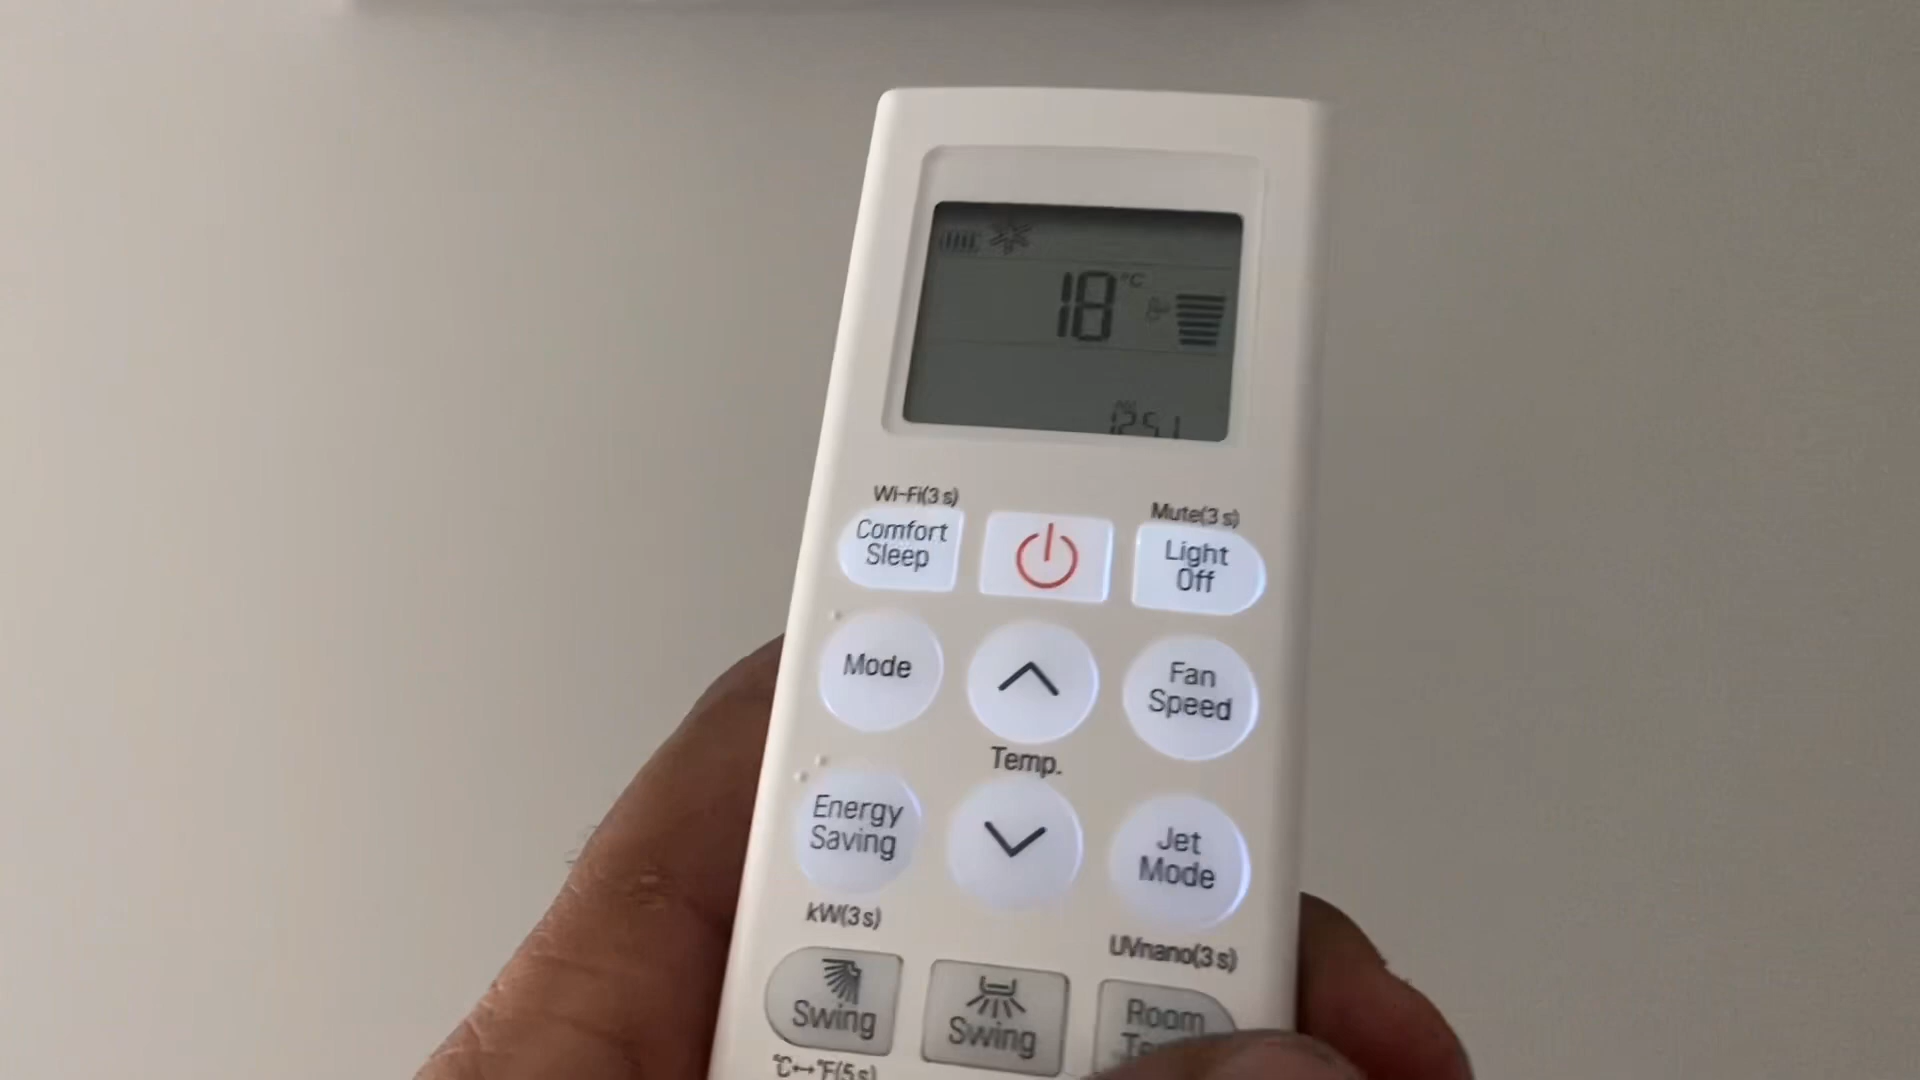 18 °C
Wi-Fi(3 s)
Mute(3 s)
Comfort
Sleep
Light
Off
Mode
Fan
Speed
Temp.
Energy
Saving
Jet
Mode
kW(3 s)
UVnano(3 s)
Swing
Swing
Room
°C↔°F(5 s)